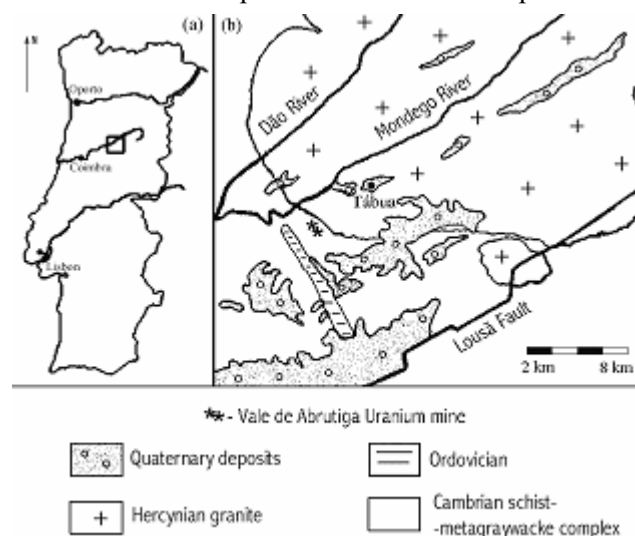 (a)
(b)
N
Oporto
Coimbra
Lisbon
Dão River
Mondego River
Tábua
Lousã Fault
2 km 8 km
- Vale de Abrutiga Uranium mine
Quaternary deposits
Ordovician
Hercynian granite
Cambrian schist-
-metagraywacke complex